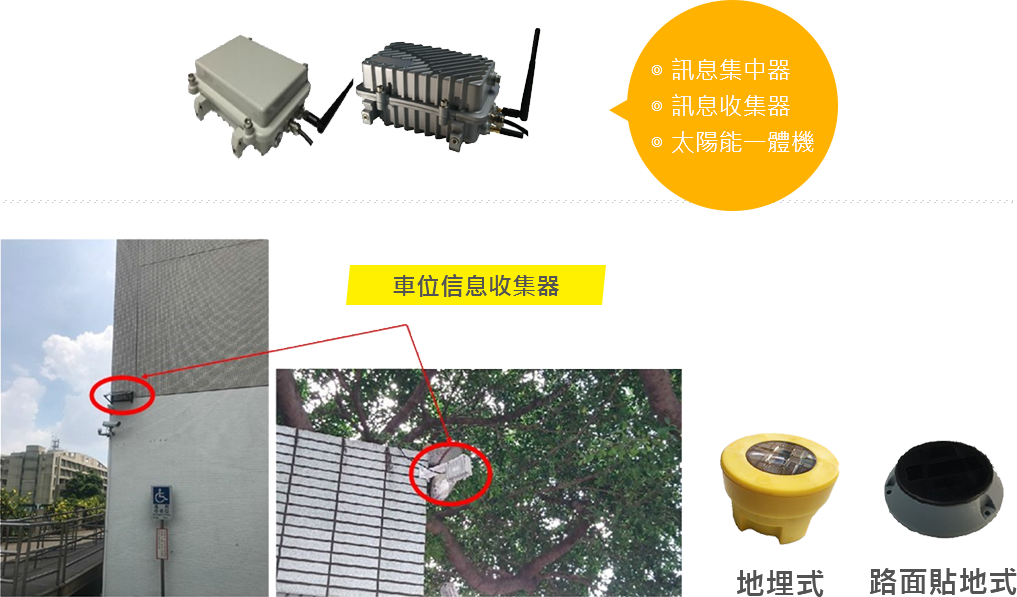 ◎ 訊息集中器
◎ 訊息收集器
◎ 太陽能一體機
車位信息收集器
地埋式
路面貼地式